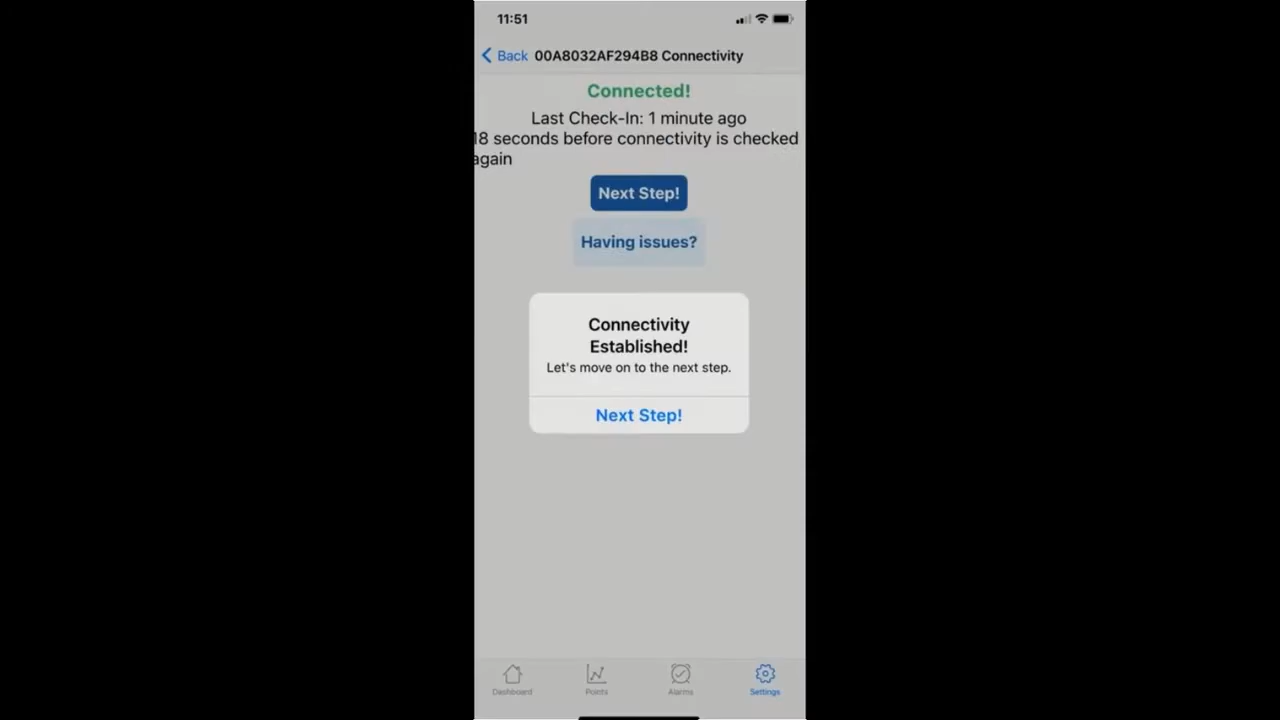 11:51
Back 00A8032AF294B8 Connectivity
Connected!
Last Check-In: 1 minute ago
18 seconds before connectivity is checked
again
Next Step!
Having issues?
Connectivity
Established!
Let's move on to the next step.
Next Step!
Dashboard Points Alarms Settings